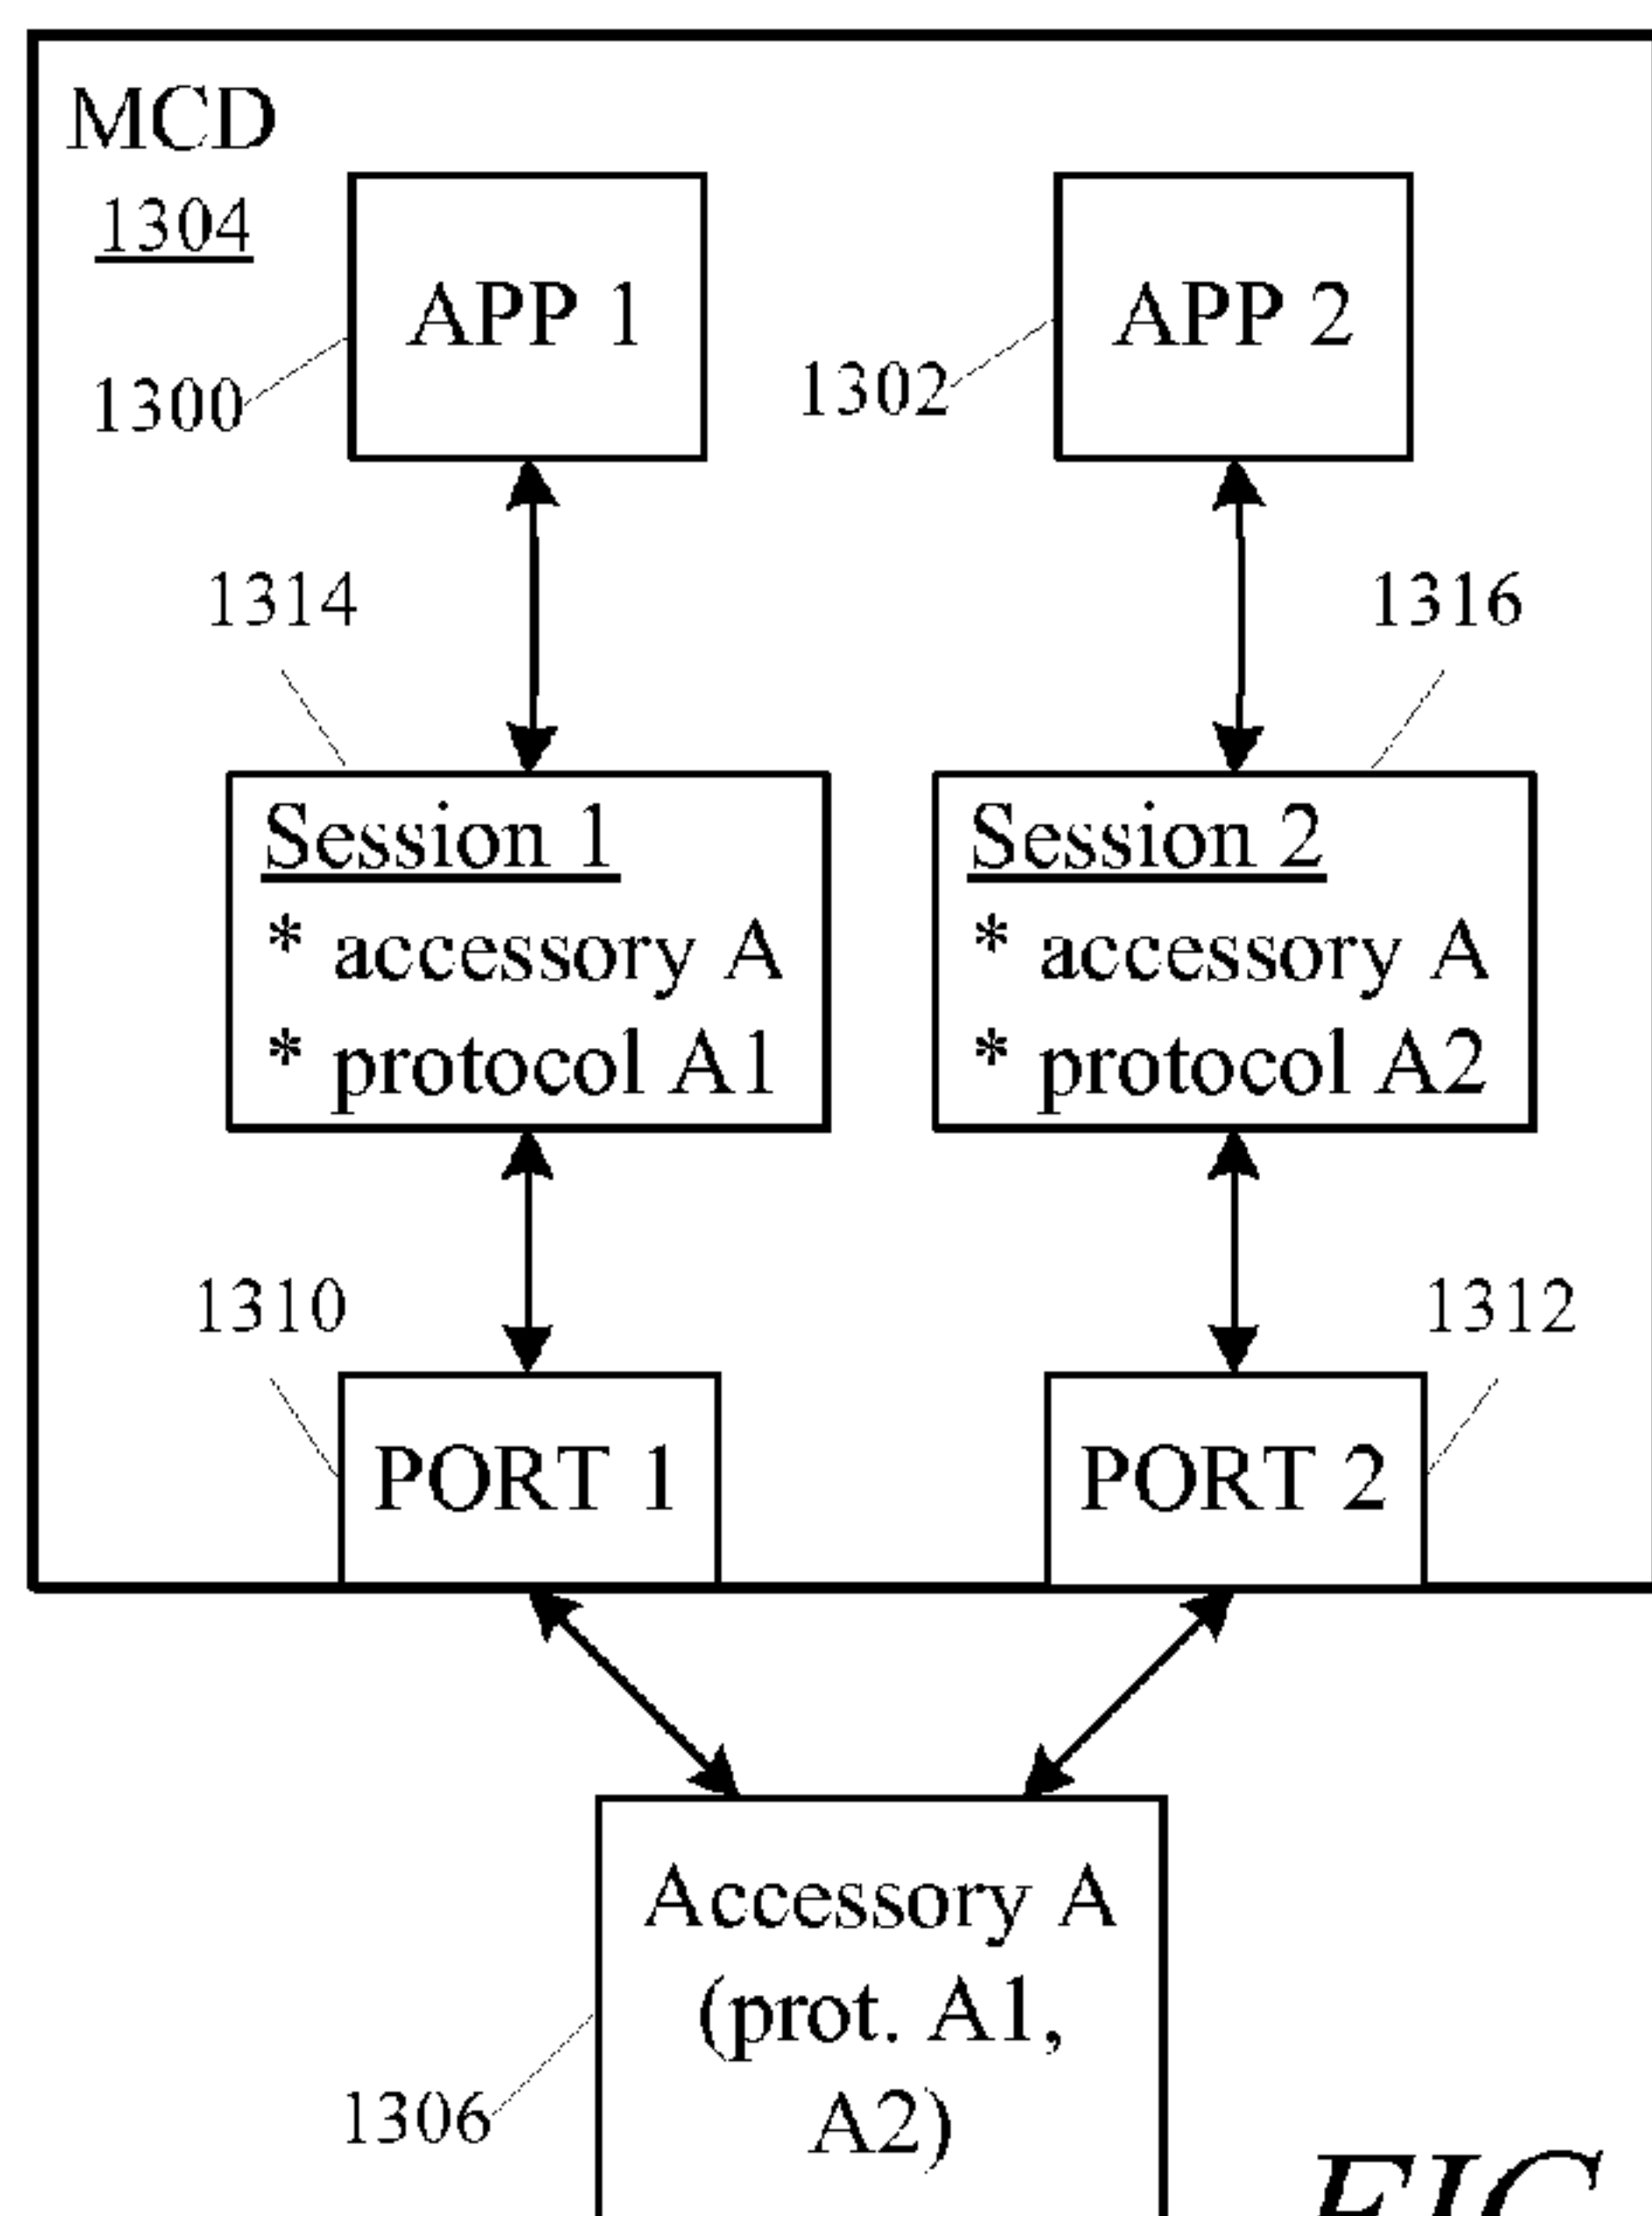 MCD
1304
APP 1
APP 2
1300
1302
1314
1316
Session 1
* accessory A
* protocol A1
Session 2
* accessory A
* protocol A2
1310
1312
PORT 1
PORT 2
Accessory A
(prot. A1,
A2)
1306
FIG